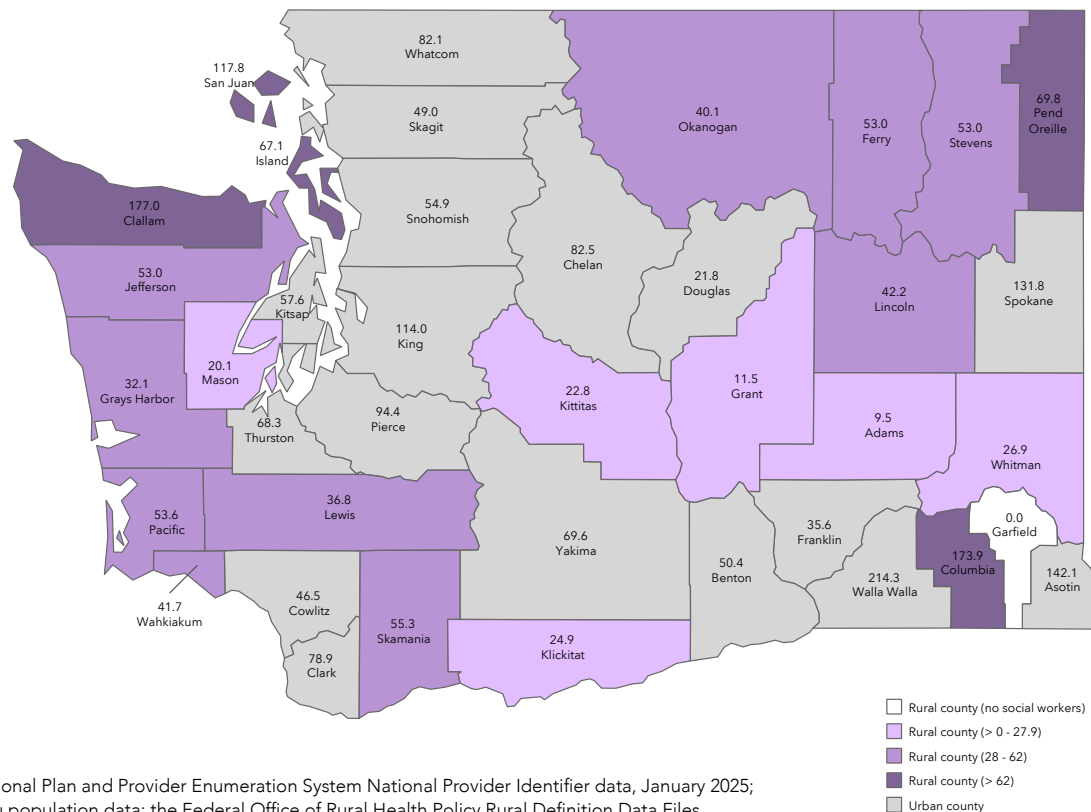 82.1
Whatcom
117.8
San Juan
49.0
Skagit
40.1
Okanogan
53.0
Ferry
53.0
Stevens
69.8
Pend
Oreille
67.1
Island
177.0
Clallam
54.9
Snohomish
82.5
Chelan
21.8
Douglas
53.0
Jefferson
57.6
Kitsap
42.2
Lincoln
131.8
Spokane
114.0
King
20.1
Mason
32.1
Grays Harbor
22.8
Kittitas
11.5
Grant
68.3
Thurston
94.4
Pierce
9.5
Adams
26.9
Whitman
36.8
Lewis
53.6
Pacific
69.6
Yakima
35.6
Franklin
0.0
Garfield
50.4
Benton
173.9
Columbia
214.3
Walla Walla
142.1
Asotin
41.7
Wahkiakum
46.5
Cowlitz
55.3
Skamania
24.9
Klickitat
78.9
Clark
Rural county (no social workers)
Rural county (> 0 - 27.9)
Rural county (28 - 62)
Rural county (> 62)
Urban county
onal Plan and Provider Enumeration System National Provider Identifier data, January 2025;
population data; the Federal Office of Rural Health Policy Rural Definition Data Files